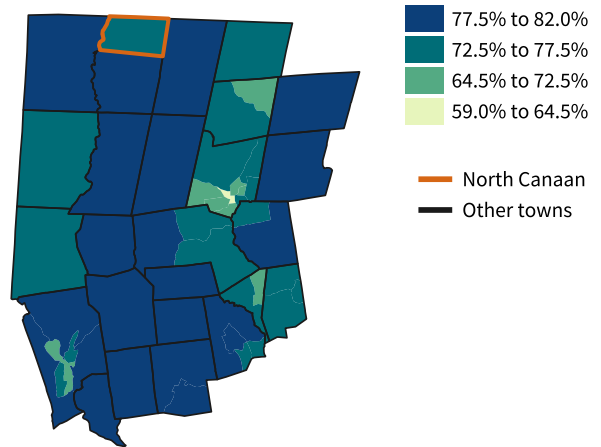 77.5% to 82.0%
72.5% to 77.5%
64.5% to 72.5%
59.0% to 64.5%
North Canaan
Other towns